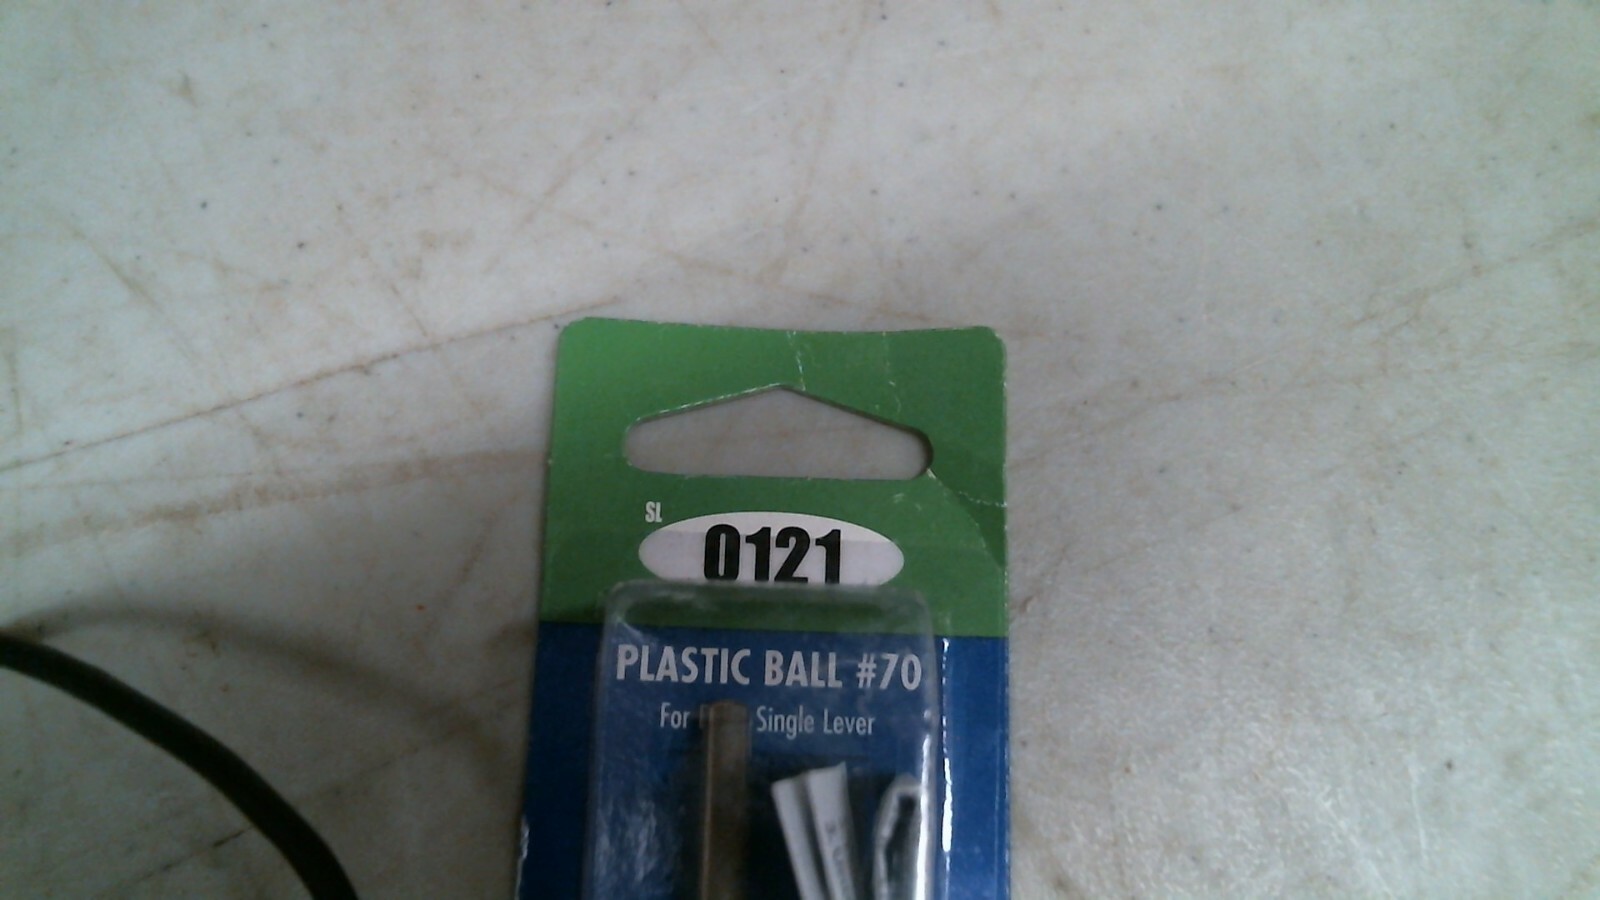 SL
0121
PLASTIC BALL #70
For Single Lever